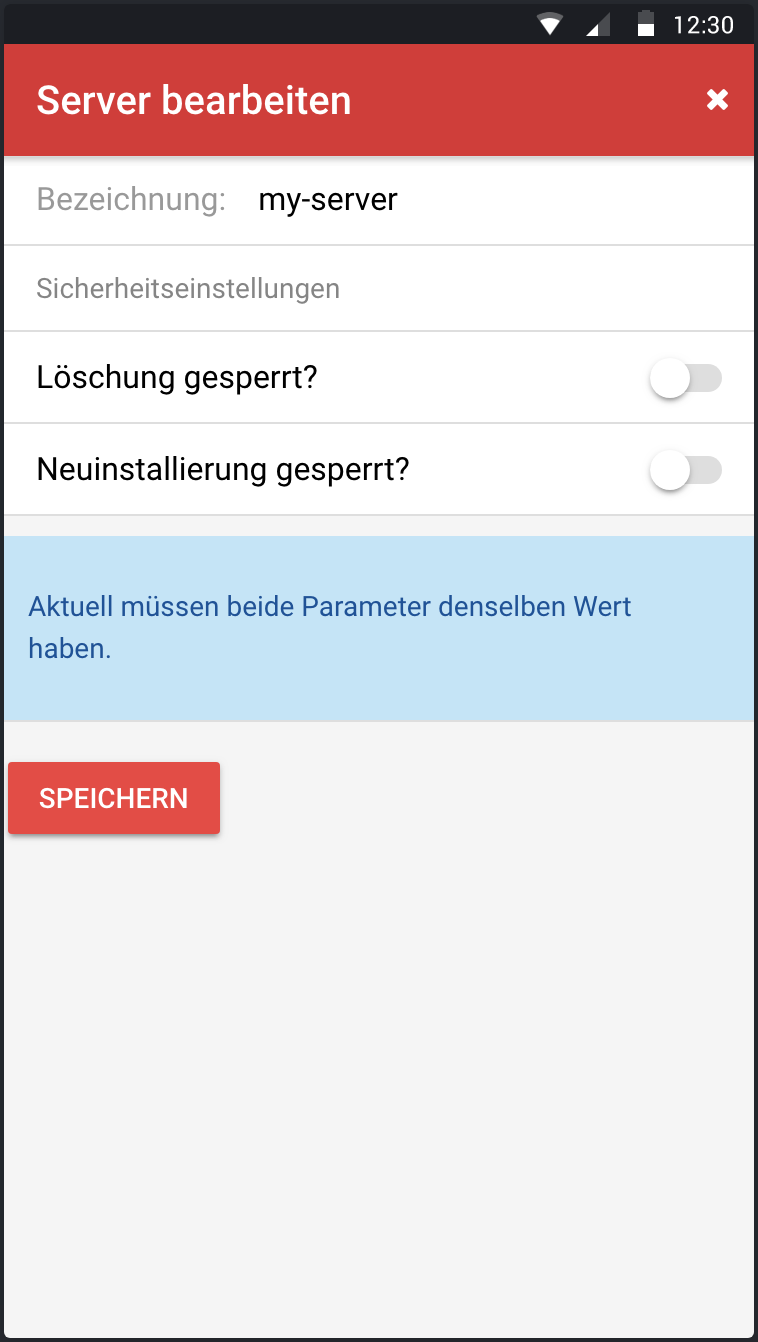 12:30
Server bearbeiten
Bezeichnung: my-server
Sicherheitseinstellungen
Löschung gesperrt?
Neuinstallierung gesperrt?
Aktuell müssen beide Parameter denselben Wert
haben.
SPEICHERN